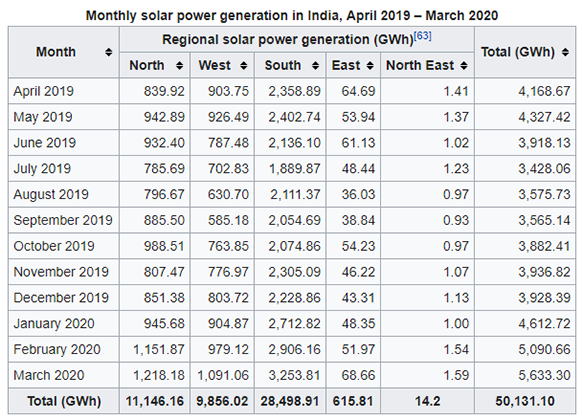 Monthly solar power generation in India, April 2019 – March 2020
Month Regional solar power generation (GWh)[63] Total (GWh)
North West South East North East
April 2019 839.92 903.75 2,358.89 64.69 1.41 4,168.67
May 2019 942.89 926.49 2,402.74 53.94 1.37 4,327.42
June 2019 932.40 787.48 2,136.10 61.13 1.02 3,918.13
July 2019 785.69 702.83 1,889.87 48.44 1.23 3,428.06
August 2019 796.67 630.70 2,111.37 36.03 0.97 3,575.73
September 2019 885.50 585.18 2,054.69 38.84 0.93 3,565.14
October 2019 988.51 763.85 2,074.86 54.23 0.97 3,882.41
November 2019 807.47 776.97 2,305.09 46.22 1.07 3,936.82
December 2019 851.38 803.72 2,228.86 43.31 1.13 3,928.39
January 2020 945.68 904.87 2,712.82 48.35 1.00 4,612.72
February 2020 1,151.87 979.12 2,906.16 51.97 1.54 5,090.66
March 2020 1,218.18 1,091.06 3,253.81 68.66 1.59 5,633.30
Total (GWh) 11,146.16 9,856.02 28,498.91 615.81 14.2 50,131.10